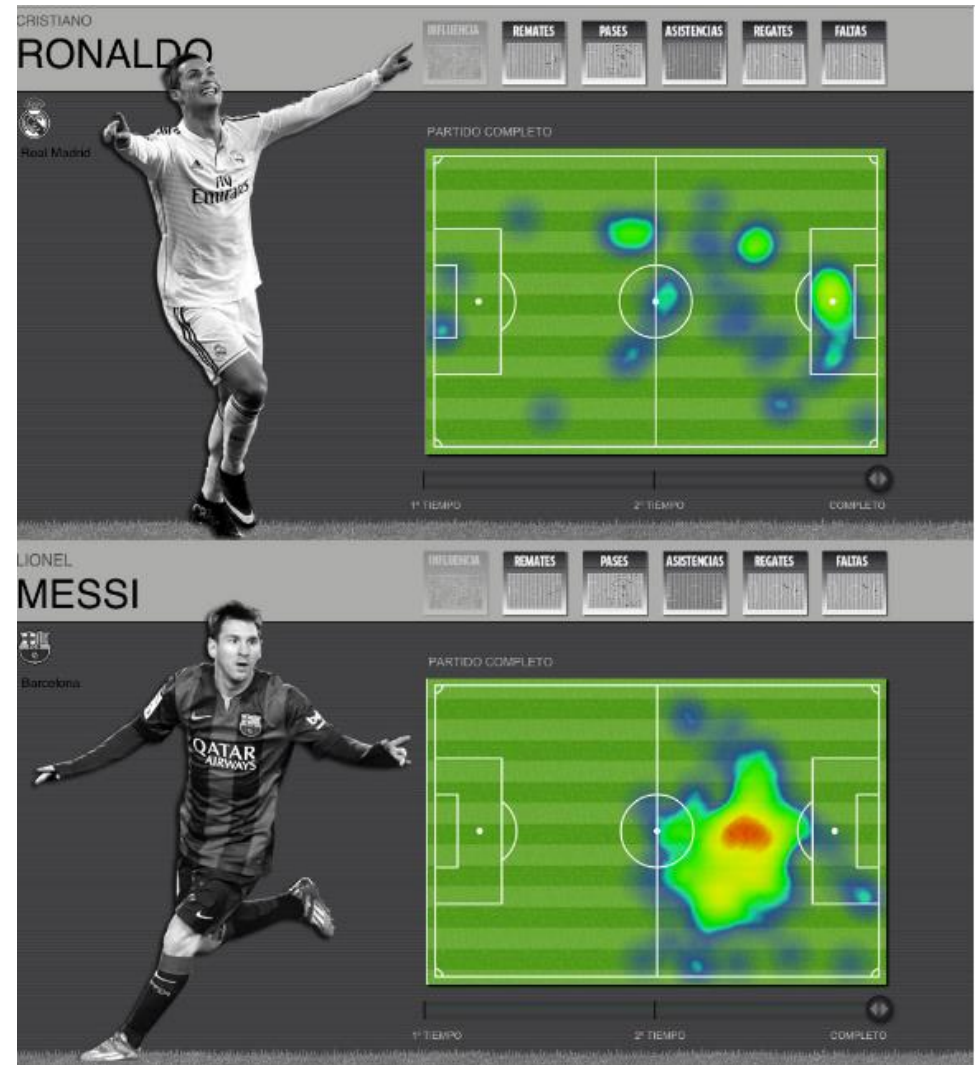 CRISTIANO
RONALDO
INFLUENCIA
REMATES
PASES
ASISTENCIAS
REGATES
FALTAS
Real Madrid
Fly
Emirates
PARTIDO COMPLETO
1º TIEMPO
2º TIEMPO
COMPLETO
LIONEL
MESSI
INFLUENCIA
REMATES
PASES
ASISTENCIAS
REGATES
FALTAS
Barcelona
QATAR
AIRWAYS
PARTIDO COMPLETO
1º TIEMPO
2º TIEMPO
COMPLETO